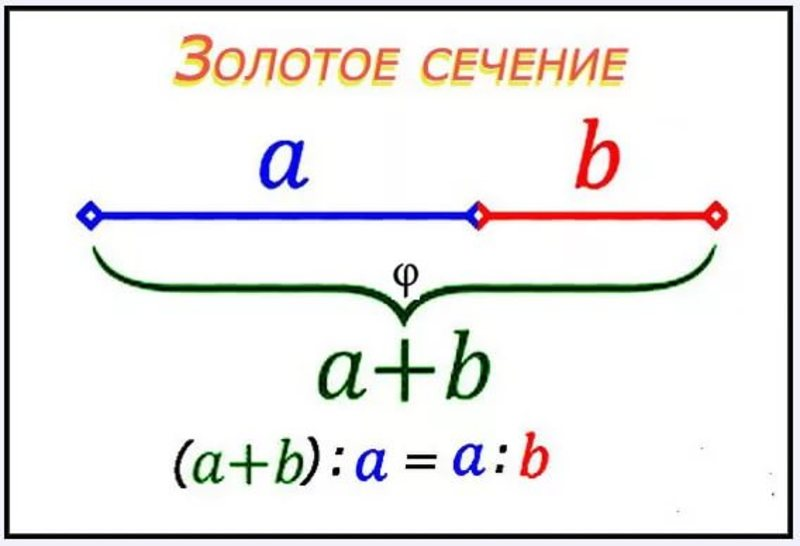 Золотое сечение
a b
φ
a+b
(a+b):a = a:b